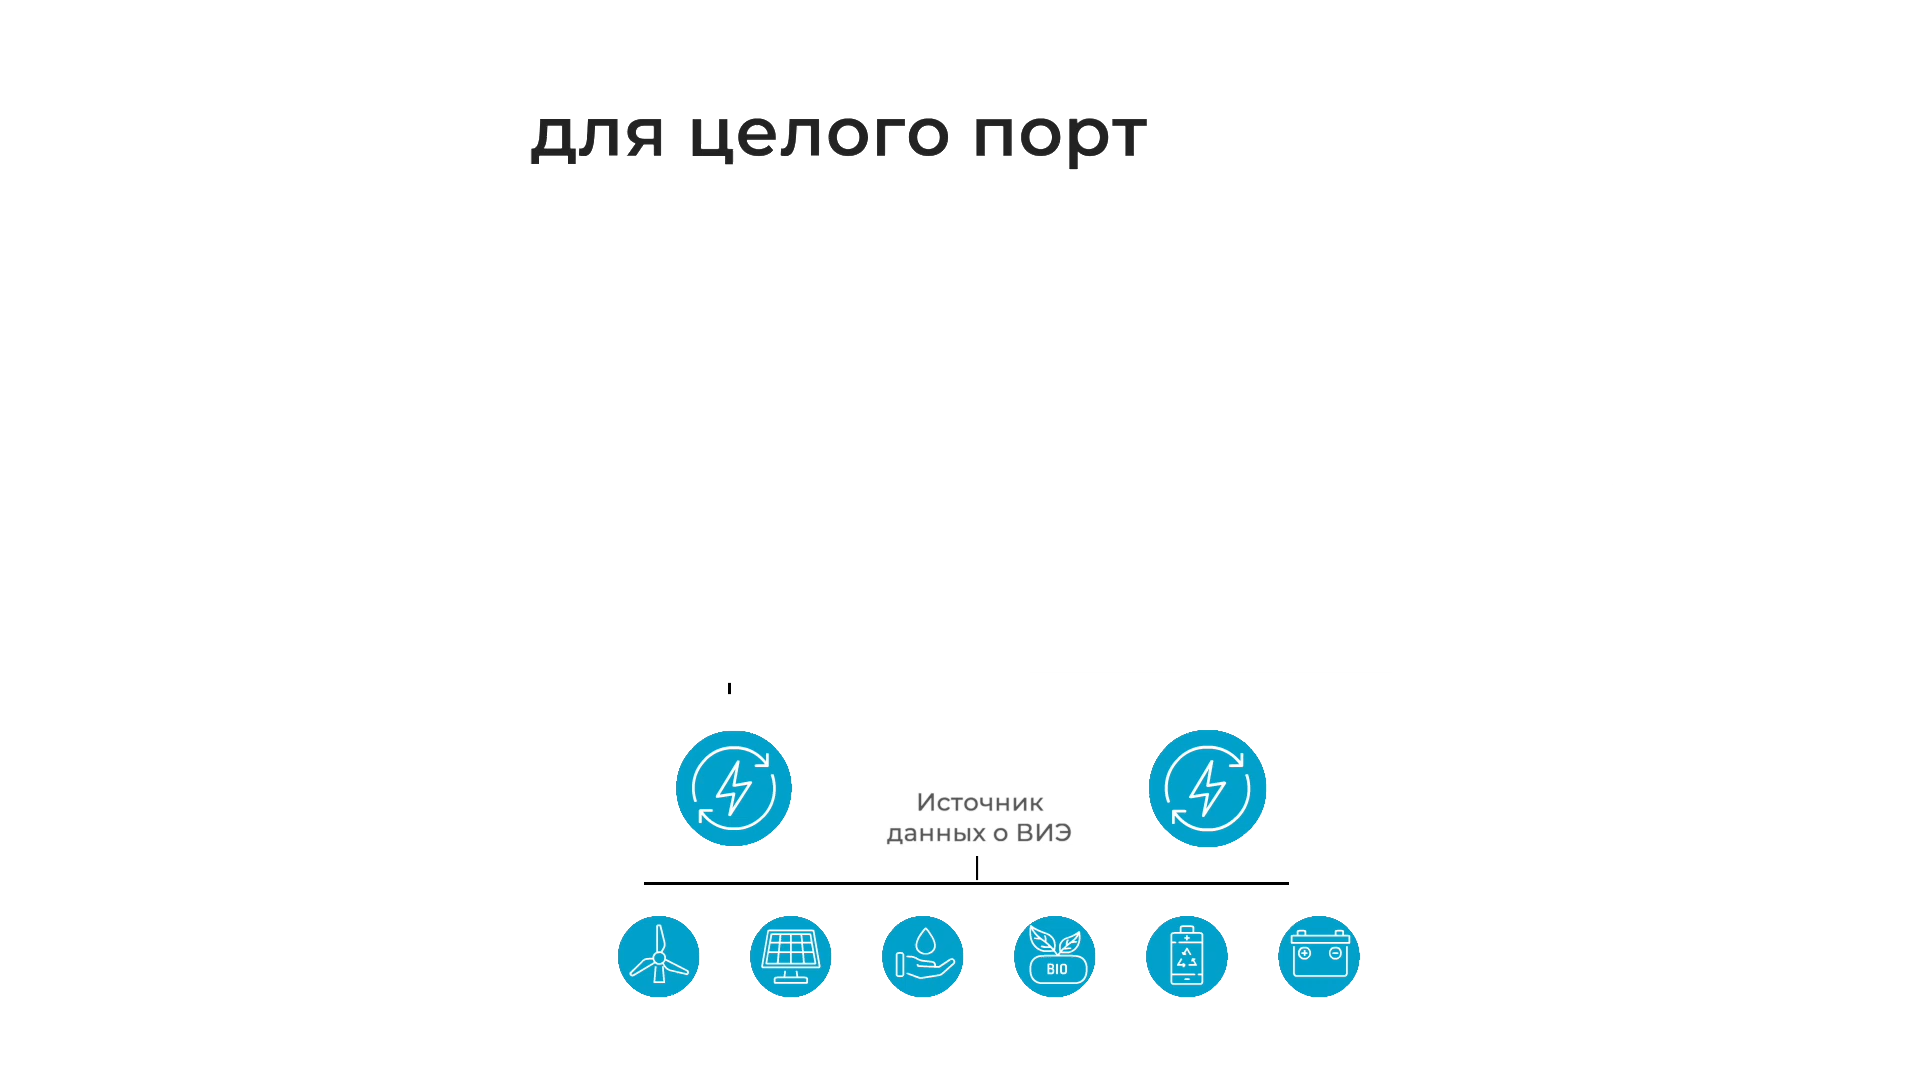 для целого порт
Источник
данных о ВИЭ
BIO